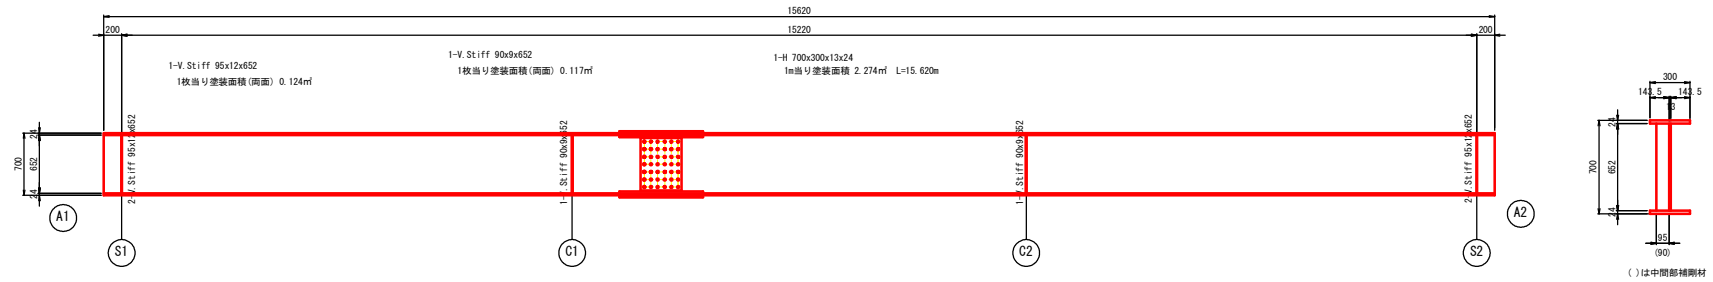 15620
200
15220
200
1-V.Stiff 95x12x652
1枚当り塗装面積(両面) 0.124㎡
1-V.Stiff 90x9x652
1枚当り塗装面積(両面) 0.117㎡
1-H 700x300x13x24
1m当り塗装面積 2.274㎡ L=15.620m
24
700
652
24
2-V.Stiff 95x12x652
1-V.Stiff 90x9x652
1-V.Stiff 90x9x652
2-V.Stiff 95x12x652
A1
A2
S1
C1
C2
S2
300
143.5
143.5
13
24
700
652
24
95
(90)
( )は中間部補剛材